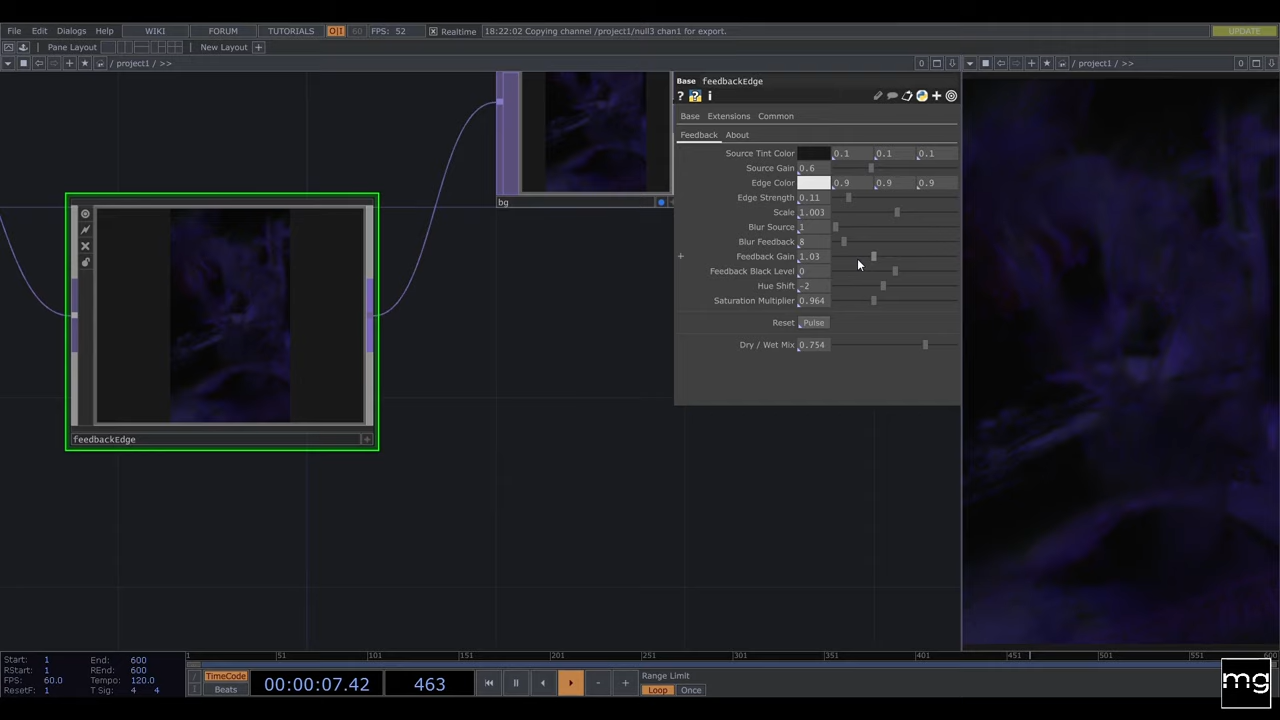 File Edit Dialogs Help WIKI FORUM TUTORIALS O|I 60 FPS: 52 Realtime 18:22:02 Copying channel /project1/null3 chan1 for export. UPDATE
Pane Layout New Layout +
/ project1 / >> 0 / project1 / >> 0
Base feedbackEdge
? ? i
Base Extensions Common
Feedback About
Source Tint Color 0.1 0.1 0.1
Source Gain 0.6
Edge Color 0.9 0.9 0.9
Edge Strength 0.11
Scale 1.003
Blur Source 1
Blur Feedback 8
+ Feedback Gain 1.03
Feedback Black Level 0
Hue Shift -2
Saturation Multiplier 0.964
Reset Pulse
Dry / Wet Mix 0.754
bg
feedbackEdge
1 51 101 151 201 251 301 351 401 451 501 551 600
Start: 1 End: 600
RStart: 1 REnd: 600
FPS: 60.0 Tempo: 120.0
ResetF: 1 T Sig: 4 4
TimeCode
Beats
00:00:07.42 463
Range Limit
Loop Once
mg